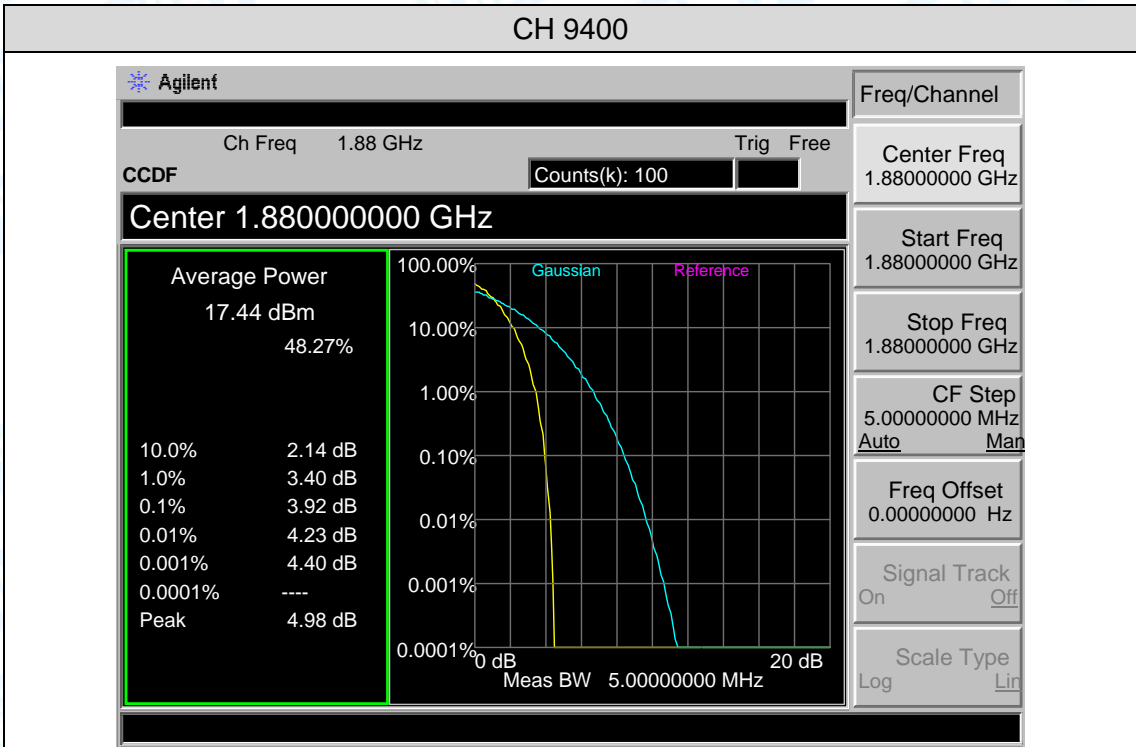 CH 9400
Agilent
Freq/Channel
Ch Freq 1.88 GHz Trig Free
CCDF Counts(k): 100
Center 1.880000000 GHz
Average Power
17.44 dBm
48.27%
10.0% 2.14 dB
1.0% 3.40 dB
0.1% 3.92 dB
0.01% 4.23 dB
0.001% 4.40 dB
0.0001% ----
Peak 4.98 dB
Gaussian Reference
100.00%
10.00%
1.00%
0.10%
0.01%
0.001%
0.0001%
0 dB 20 dB
Meas BW 5.00000000 MHz
Center Freq
1.88000000 GHz
Start Freq
1.88000000 GHz
Stop Freq
1.88000000 GHz
CF Step
5.00000000 MHz
Auto Man
Freq Offset
0.00000000 Hz
Signal Track
On Off
Scale Type
Log Lin